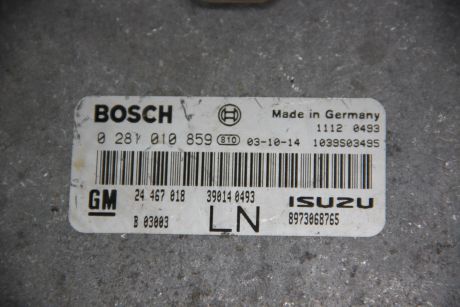 BOSCH Made in Germany
1112 0493
0 281 010 859 S10 03-10-14 1039S03495
GM 24 467 018 39014 0493 ISUZU
B 03003 LN 8973068765